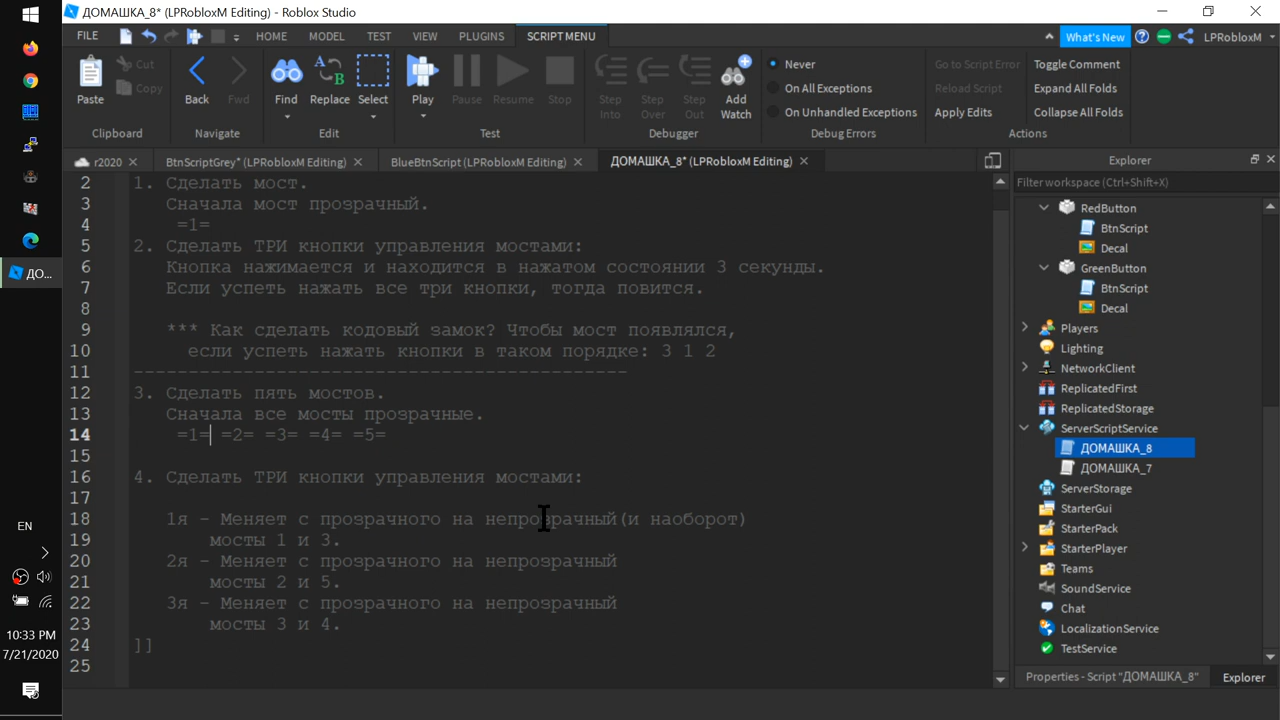 ДОМАШКА_8* (LPRobloxM Editing) - Roblox Studio
FILE HOME MODEL TEST VIEW PLUGINS SCRIPT MENU What's New LPRobloxM
Paste Cut Copy Back Fwd Find Replace Select Play Pause Resume Stop Step Into Step Over Step Out Add Watch
Never
On All Exceptions
On Unhandled Exceptions
Go to Script Error
Reload Script
Apply Edits
Toggle Comment
Expand All Folds
Collapse All Folds
Clipboard Navigate Edit Test Debugger Debug Errors Actions
r2020 BtnScriptGrey* (LPRobloxM Editing) BlueBtnScript (LPRobloxM Editing) ДОМАШКА_8* (LPRobloxM Editing)
2 1. Сделать мост.
3 Сначала мост прозрачный.
4 =1=
5 2. Сделать ТРИ кнопки управления мостами:
6 Кнопка нажимается и находится в нажатом состоянии 3 секунды.
7 Если успеть нажать все три кнопки, тогда повится.
8
9 *** Как сделать кодовый замок? Чтобы мост появлялся,
10 если успеть нажать кнопки в таком порядке: 3 1 2
11 ---------------------------------------------
12 3. Сделать пять мостов.
13 Сначала все мосты прозрачные.
14 =1= =2= =3= =4= =5=
15
16 4. Сделать ТРИ кнопки управления мостами:
17
18 1я - Меняет с прозрачного на непрозрачный(и наоборот)
19 мосты 1 и 3.
20 2я - Меняет с прозрачного на непрозрачный
21 мосты 2 и 5.
22 3я - Меняет с прозрачного на непрозрачный
23 мосты 3 и 4.
24 ]]
25
Explorer
Filter workspace (Ctrl+Shift+X)
RedButton
BtnScript
Decal
GreenButton
BtnScript
Decal
Players
Lighting
NetworkClient
ReplicatedFirst
ReplicatedStorage
ServerScriptService
ДОМАШКА_8
ДОМАШКА_7
ServerStorage
StarterGui
StarterPack
StarterPlayer
Teams
SoundService
Chat
LocalizationService
TestService
Properties - Script "ДОМАШКА_8" Explorer
ДО...
EN
10:33 PM
7/21/2020